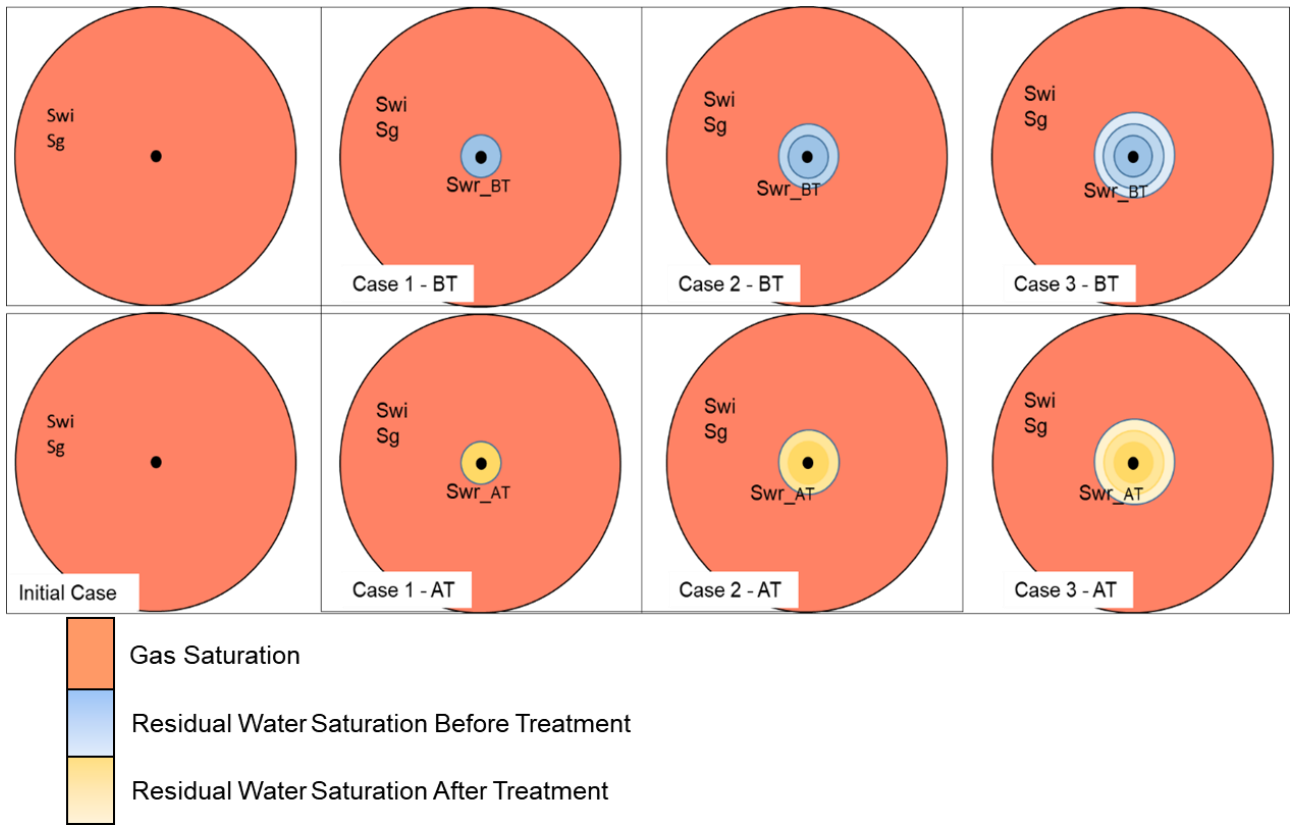 Swi
Sg
Swi
Sg
Swr_BT
Case 1 - BT
Swi
Sg
Swr_BT
Case 2 - BT
Swi
Sg
Swr_BT
Case 3 - BT
Swi
Sg
Initial Case
Swi
Sg
Swr_AT
Case 1 - AT
Swi
Sg
Swr_AT
Case 2 - AT
Swi
Sg
Swr_AT
Case 3 - AT
Gas Saturation
Residual Water Saturation Before Treatment
Residual Water Saturation After Treatment